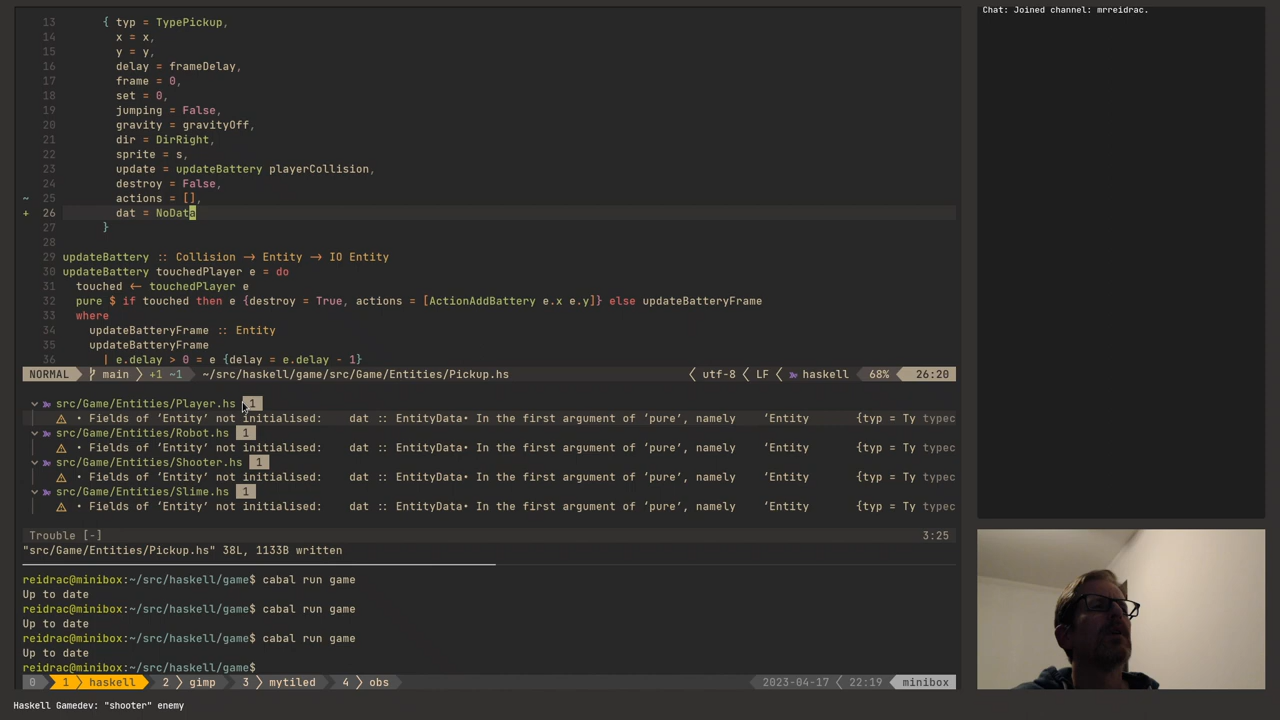 13 { typ = TypePickup,
14 x = x,
15 y = y,
16 delay = frameDelay,
17 frame = 0,
18 set = 0,
19 jumping = False,
20 gravity = gravityOff,
21 dir = DirRight,
22 sprite = s,
23 update = updateBattery playerCollision,
24 destroy = False,
~ 25 actions = [],
+ 26 dat = NoData
27 }
28
29 updateBattery :: Collision → Entity → IO Entity
30 updateBattery touchedPlayer e = do
31 touched ← touchedPlayer e
32 pure $ if touched then e {destroy = True, actions = [ActionAddBattery e.x e.y]} else updateBatteryFrame
33 where
34 updateBatteryFrame :: Entity
35 updateBatteryFrame
36 | e.delay > 0 = e {delay = e.delay - 1}
NORMAL main +1 ~1 ~/src/haskell/game/src/Game/Entities/Pickup.hs utf-8 LF haskell 68% 26:20
src/Game/Entities/Player.hs 1
• Fields of ‘Entity’ not initialised: dat :: EntityData• In the first argument of ‘pure’, namely ‘Entity {typ = Ty typec
src/Game/Entities/Robot.hs 1
• Fields of ‘Entity’ not initialised: dat :: EntityData• In the first argument of ‘pure’, namely ‘Entity {typ = Ty typec
src/Game/Entities/Shooter.hs 1
• Fields of ‘Entity’ not initialised: dat :: EntityData• In the first argument of ‘pure’, namely ‘Entity {typ = Ty typec
src/Game/Entities/Slime.hs 1
• Fields of ‘Entity’ not initialised: dat :: EntityData• In the first argument of ‘pure’, namely ‘Entity {typ = Ty typec
Trouble [-] 3:25
"src/Game/Entities/Pickup.hs" 38L, 1133B written
reidrac@minibox:~/src/haskell/game$ cabal run game
Up to date
reidrac@minibox:~/src/haskell/game$ cabal run game
Up to date
reidrac@minibox:~/src/haskell/game$ cabal run game
Up to date
reidrac@minibox:~/src/haskell/game$
0 1 haskell 2 gimp 3 mytiled 4 obs 2023-04-17 22:19 minibox
Haskell Gamedev: "shooter" enemy
Chat: Joined channel: mrreidrac.